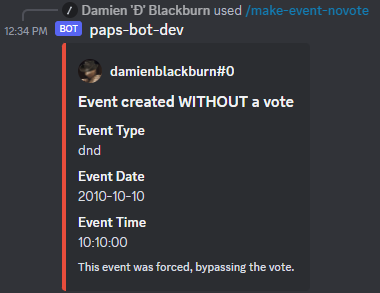 Damien 'Đ' Blackburn used /make-event-novote
12:34 PM BOT paps-bot-dev
damienblackburn#0
Event created WITHOUT a vote
Event Type
dnd
Event Date
2010-10-10
Event Time
10:10:00
This event was forced, bypassing the vote.